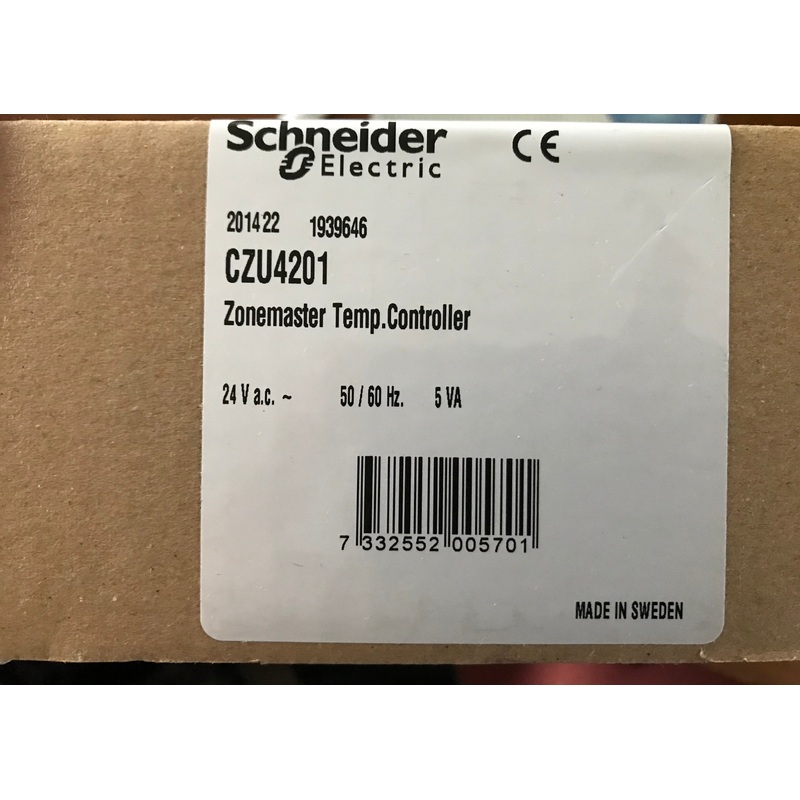 Schneider CE
Electric
201422 1939646
CZU4201
Zonemaster Temp.Controller
24 V a.c. ~ 50 / 60 Hz. 5 VA
7 332552 005701
MADE IN SWEDEN